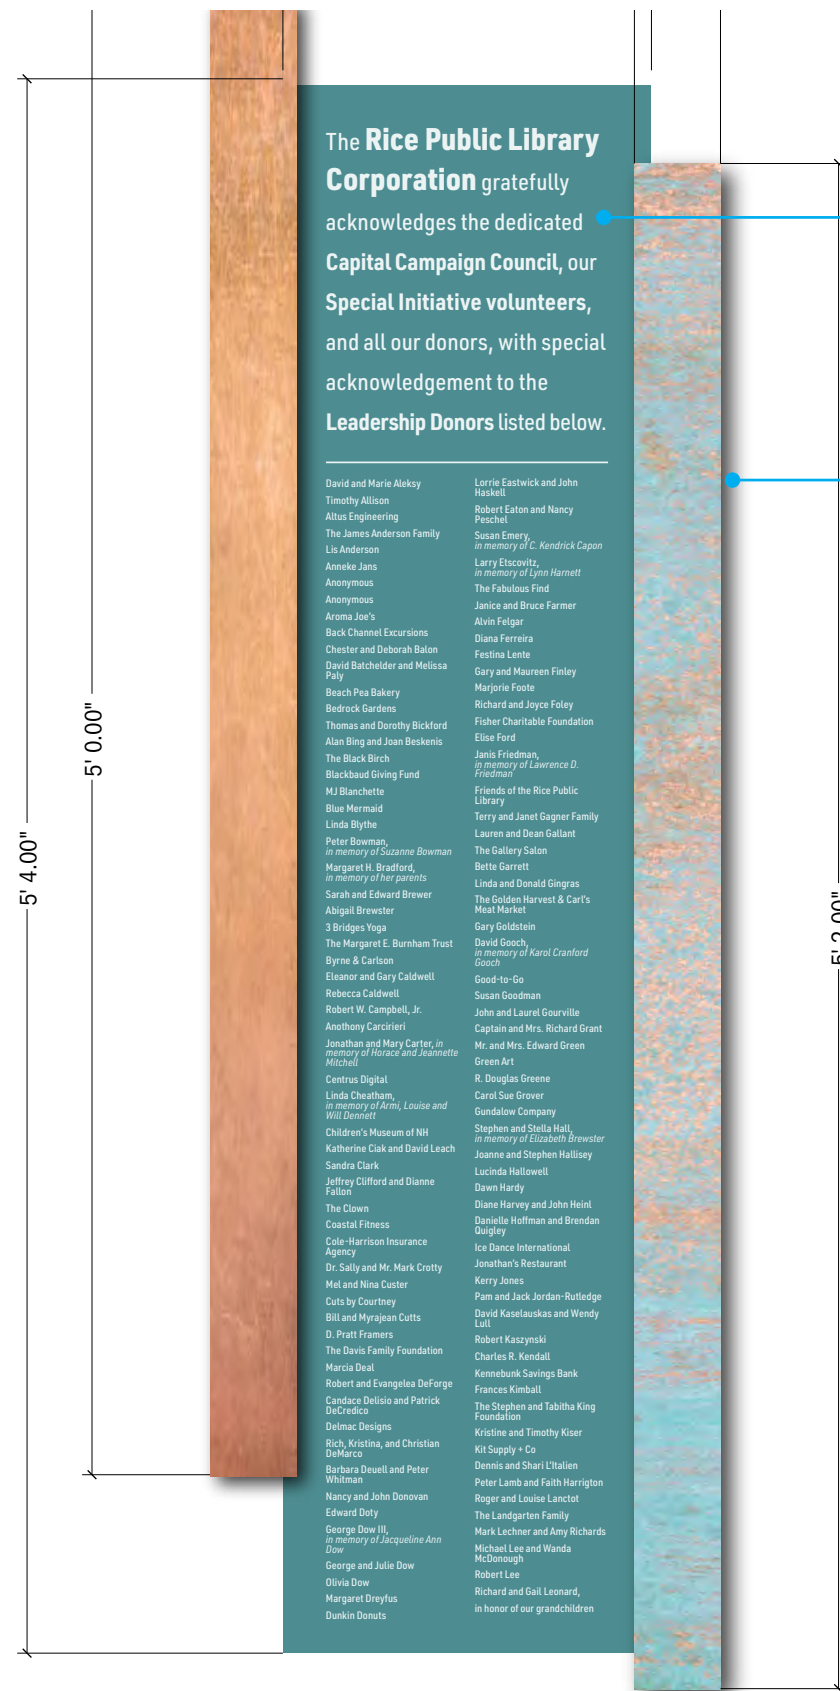 The Rice Public Library
Corporation gratefully
acknowledges the dedicated
Capital Campaign Council, our
Special Initiative volunteers,
and all our donors, with special
acknowledgement to the
Leadership Donors listed below.
David and Marie Aleksy
Timothy Allison
Altus Engineering
The James Anderson Family
Lis Anderson
Anneke Jans
Anonymous
Anonymous
Aroma Joe's
Back Channel Excursions
Chester and Deborah Balon
David Batchelder and Melissa
Paly
Beach Pea Bakery
Bedrock Gardens
Thomas and Dorothy Bickford
Alan Bing and Joan Beskenis
The Black Birch
Blackbaud Giving Fund
MJ Blanchette
Blue Mermaid
Linda Blythe
Peter Bowman,
in memory of Suzanne Bowman
Margaret H. Bradford,
in memory of her parents
Sarah and Edward Brewer
Abigail Brewster
3 Bridges Yoga
The Margaret E. Burnham Trust
Byrne & Carlson
Eleanor and Gary Caldwell
Rebecca Caldwell
Robert W. Campbell, Jr.
Anothony Carcirieri
Jonathan and Mary Carter, in
memory of Horace and Jeannette
Mitchell
Centrus Digital
Linda Cheatham,
in memory of Armi, Louise and
Will Dennett
Children's Museum of NH
Katherine Ciak and David Leach
Sandra Clark
Jeffrey Clifford and Dianne
Fallon
The Clown
Coastal Fitness
Cole-Harrison Insurance
Agency
Dr. Sally and Mr. Mark Crotty
Mel and Nina Custer
Cuts by Courtney
Bill and Myrajean Cutts
D. Pratt Framers
The Davis Family Foundation
Marcia Deal
Robert and Evangelea DeForge
Candace Delisio and Patrick
DeCredico
Delmac Designs
Rich, Kristina, and Christian
DeMarco
Barbara Deuell and Peter
Whitman
Nancy and John Donovan
Edward Doty
George Dow III,
in memory of Jacqueline Ann
Dow
George and Julie Dow
Olivia Dow
Margaret Dreyfus
Dunkin Donuts
Lorrie Eastwick and John
Haskell
Robert Eaton and Nancy
Peschel
Susan Emery,
in memory of C. Kendrick Capon
Larry Etscovitz,
in memory of Lynn Harnett
The Fabulous Find
Janice and Bruce Farmer
Alvin Felgar
Diana Ferreira
Festina Lente
Gary and Maureen Finley
Marjorie Foote
Richard and Joyce Foley
Fisher Charitable Foundation
Elise Ford
Janis Friedman,
in memory of Lawrence D.
Friedman
Friends of the Rice Public
Library
Terry and Janet Gagner Family
Lauren and Dean Gallant
The Gallery Salon
Bette Garrett
Linda and Donald Gingras
The Golden Harvest & Carl's
Meat Market
Gary Goldstein
David Gooch,
in memory of Karol Cranford
Gooch
Good-to-Go
Susan Goodman
John and Laurel Gourville
Captain and Mrs. Richard Grant
Mr. and Mrs. Edward Green
Green Art
R. Douglas Greene
Carol Sue Grover
Gundalow Company
Stephen and Stella Hall,
in memory of Elizabeth Brewster
Joanne and Stephen Hallisey
Lucinda Hallowell
Dawn Hardy
Diane Harvey and John Heinl
Danielle Hoffman and Brendan
Quigley
Ice Dance International
Jonathan's Restaurant
Kerry Jones
Pam and Jack Jordan-Rutledge
David Kaselauskas and Wendy
Lull
Robert Kaszynski
Charles R. Kendall
Kennebunk Savings Bank
Frances Kimball
The Stephen and Tabitha King
Foundation
Kristine and Timothy Kiser
Kit Supply + Co
Dennis and Shari L'Italien
Peter Lamb and Faith Harrigton
Roger and Louise Lanctot
The Landgarten Family
Mark Lechner and Amy Richards
Michael Lee and Wanda
McDonough
Robert Lee
Richard and Gail Leonard,
in honor of our grandchildren
5' 0.00"
5' 4.00"
5' 2.00"